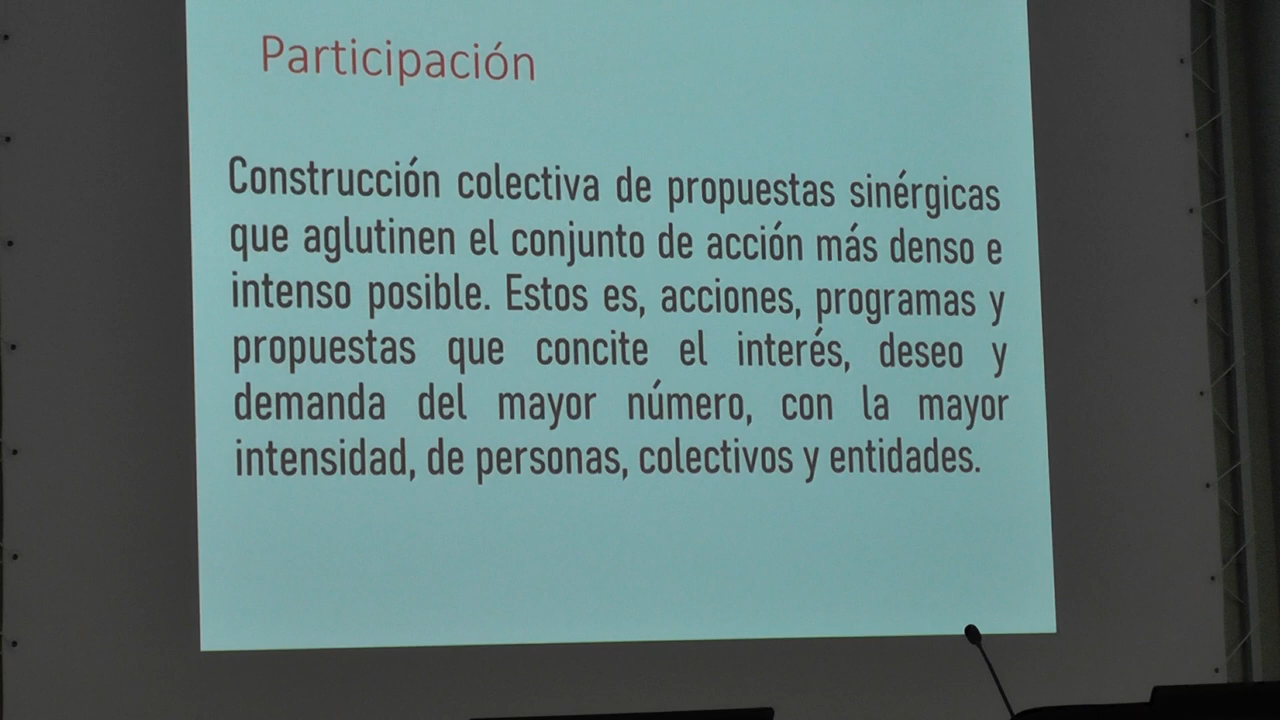 Participación
Construcción colectiva de propuestas sinérgicas
que aglutinen el conjunto de acción más denso e
intenso posible. Estos es, acciones, programas y
propuestas que concite el interés, deseo y
demanda del mayor número, con la mayor
intensidad, de personas, colectivos y entidades.